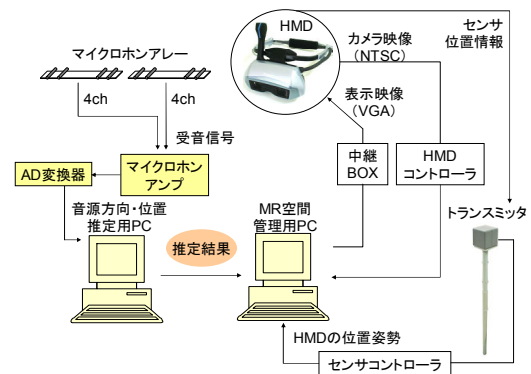 マイクロホンアレー
4ch
4ch
受音信号
AD変換器
マイクロホン
アンプ
音源方向・位置
推定用PC
推定結果
HMD
カメラ映像
(NTSC)
表示映像
(VGA)
センサ
位置情報
中継
BOX
HMD
コントローラ
MR空間
管理用PC
トランスミッタ
HMDの位置姿勢
センサコントローラ